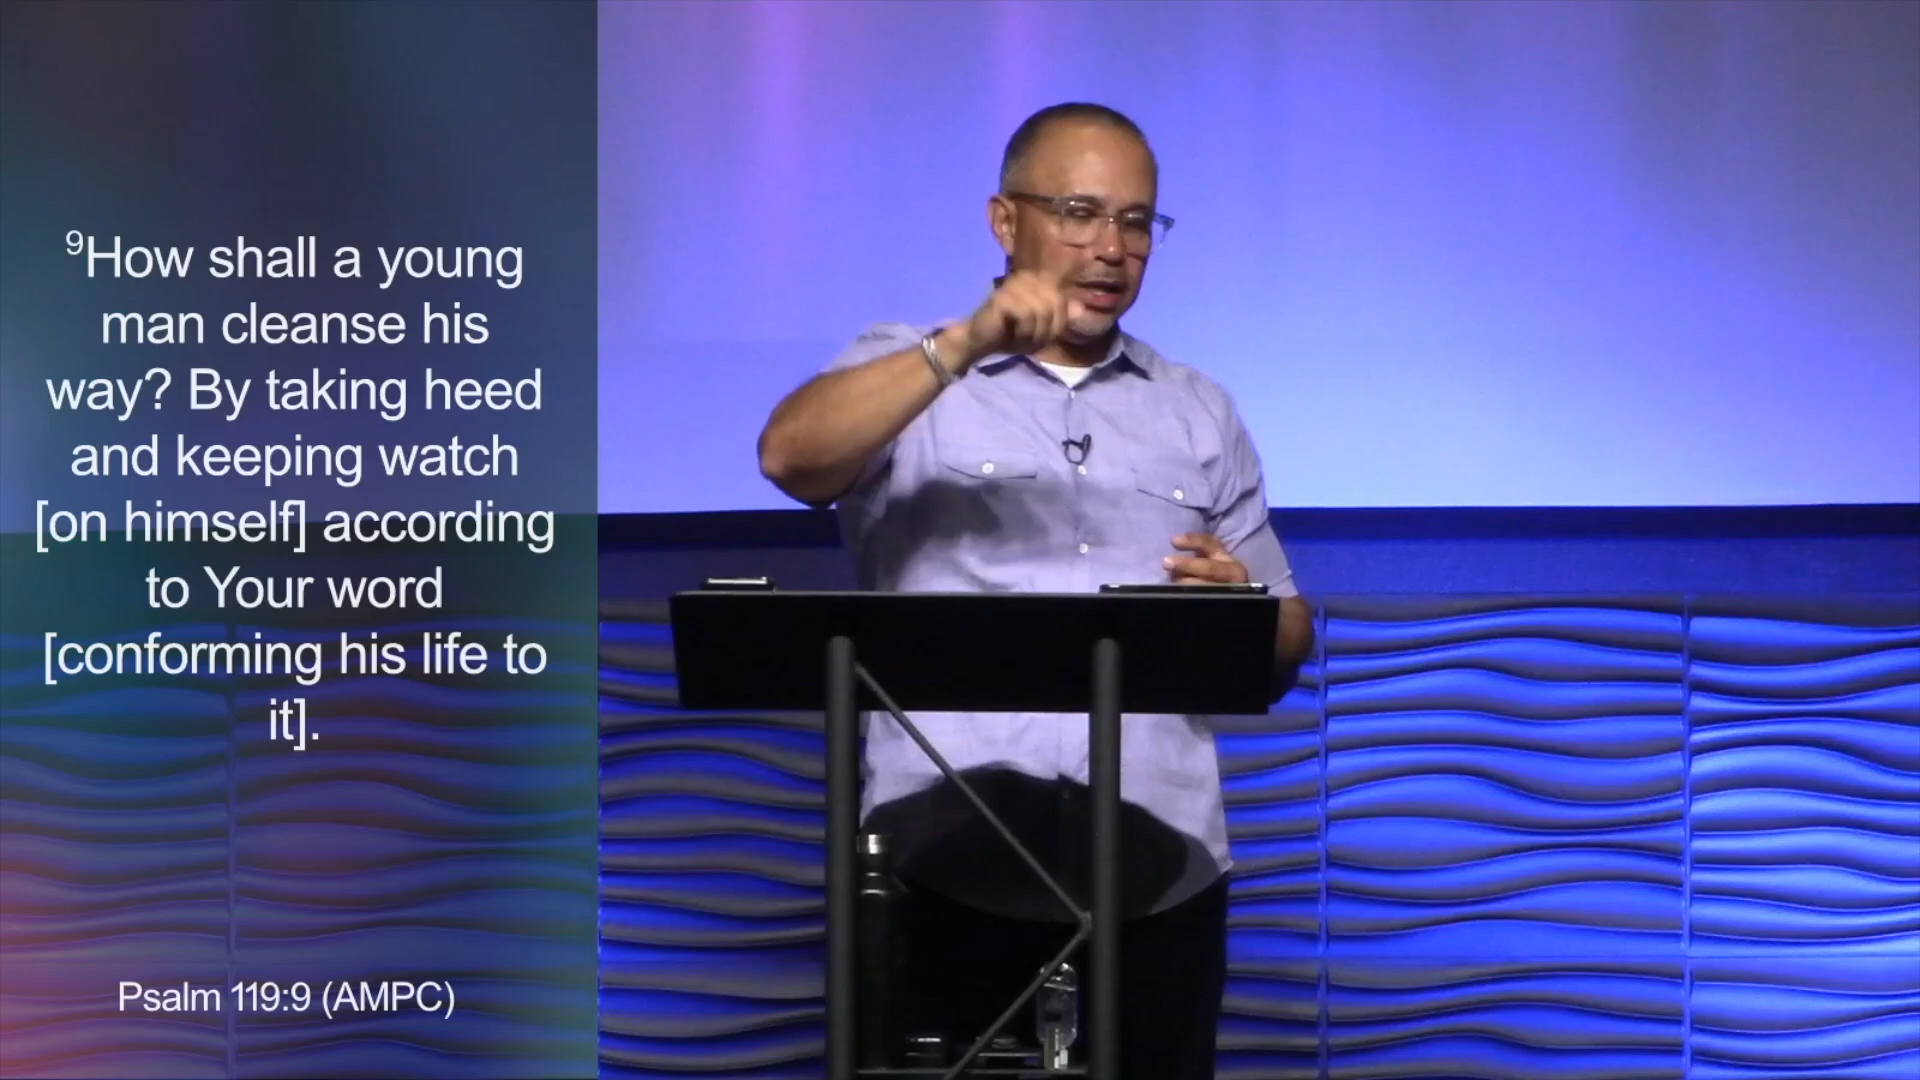 ⁹How shall a young
man cleanse his
way? By taking heed
and keeping watch
[on himself] according
to Your word
[conforming his life to
it].
Psalm 119:9 (AMPC)